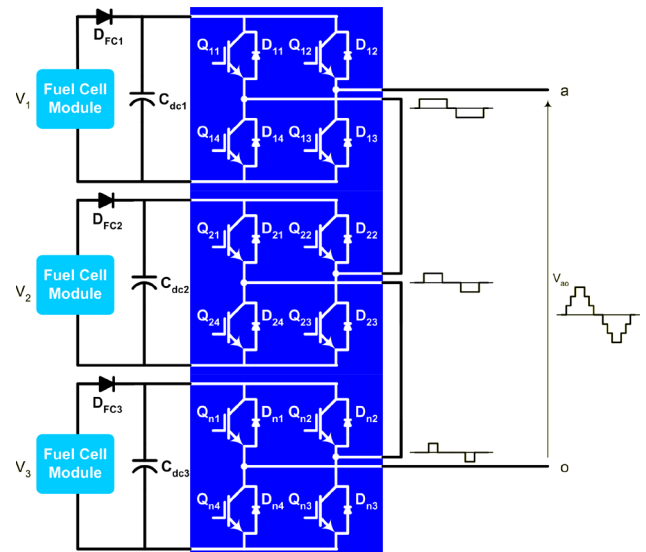 D_FC1
V_1
Fuel Cell
Module
C_dc1
Q_11 D_11 Q_12 D_12
Q_14 D_14 Q_13 D_13
a
D_FC2
V_2
Fuel Cell
Module
C_dc2
Q_21 D_21 Q_22 D_22
Q_24 D_24 Q_23 D_23
V_ao
D_FC3
V_3
Fuel Cell
Module
C_dc3
Q_n1 D_n1 Q_n2 D_n2
Q_n4 D_n4 Q_n3 D_n3
o